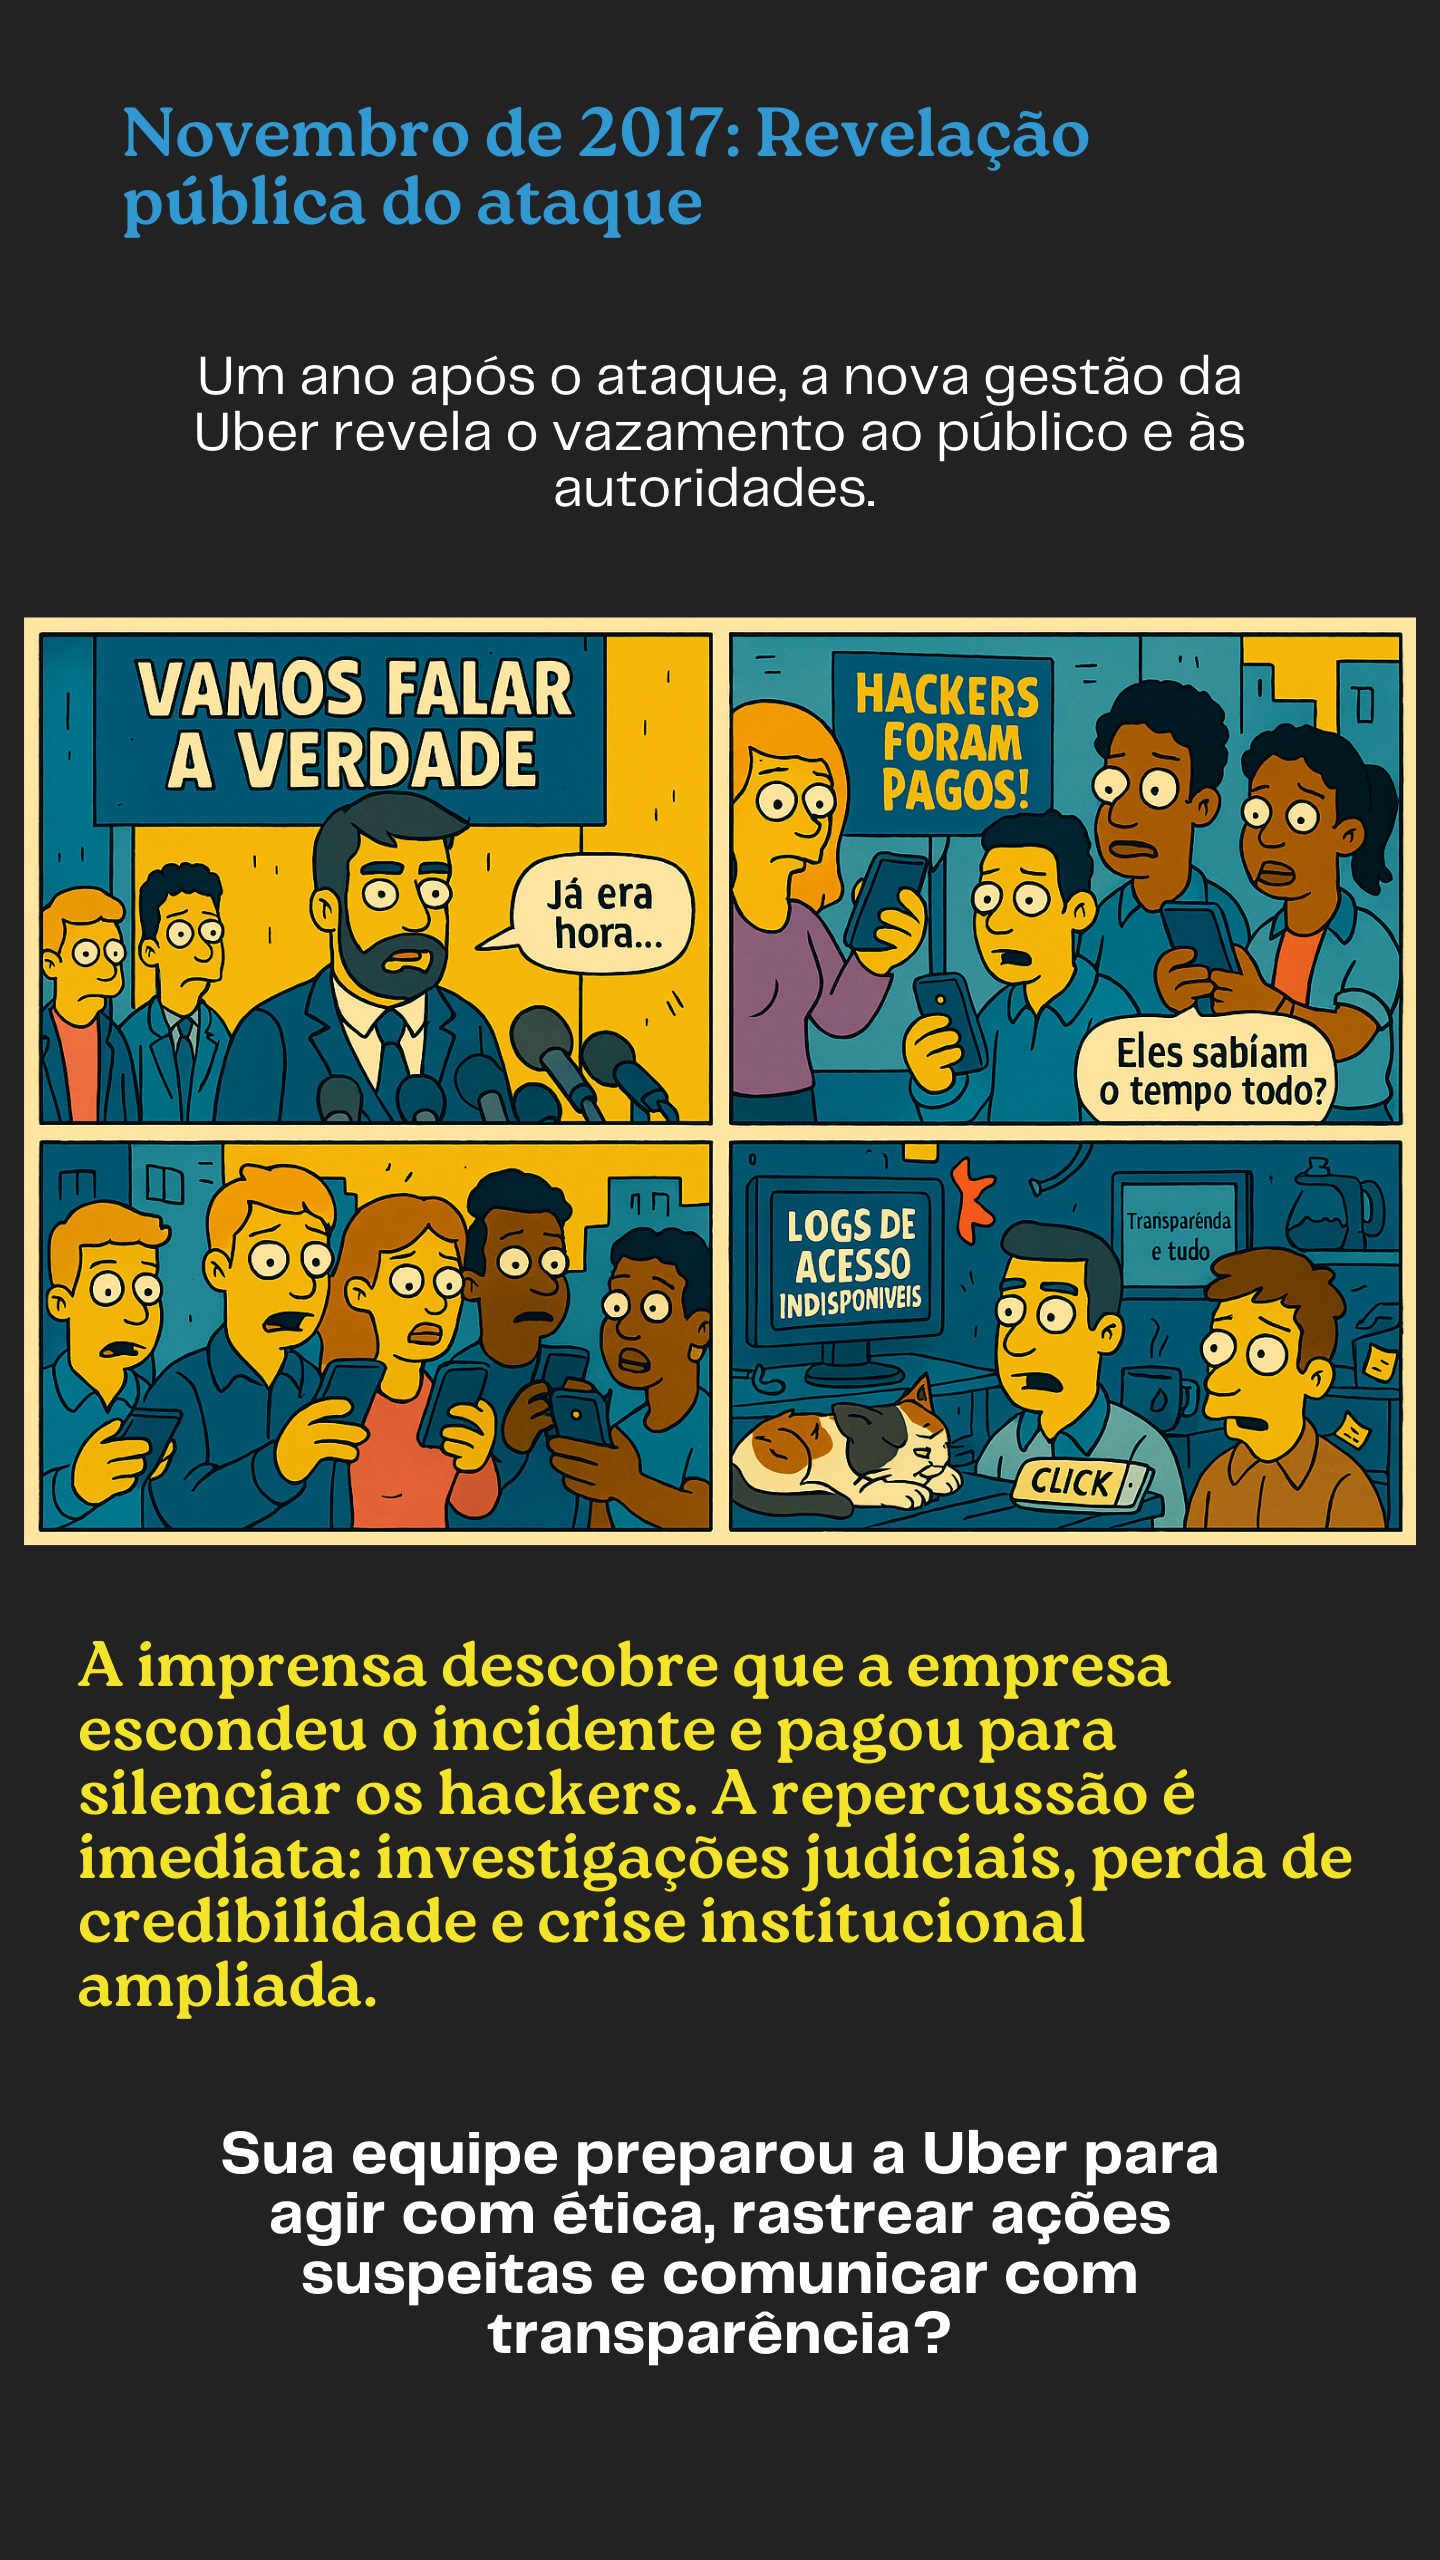 Novembro de 2017: Revelação
pública do ataque
Um ano após o ataque, a nova gestão da
Uber revela o vazamento ao público e às
autoridades.
VAMOS FALAR
A VERDADE
Já era
hora...
HACKERS
FORAM
PAGOS!
Eles sabíam
o tempo todo?
LOGS DE
ACESSO
INDISPONIVEIS
Transparénda
e tudo
CLICK
A imprensa descobre que a empresa
escondeu o incidente e pagou para
silenciar os hackers. A repercussão é
imediata: investigações judiciais, perda de
credibilidade e crise institucional
ampliada.
Sua equipe preparou a Uber para
agir com ética, rastrear ações
suspeitas e comunicar com
transparência?